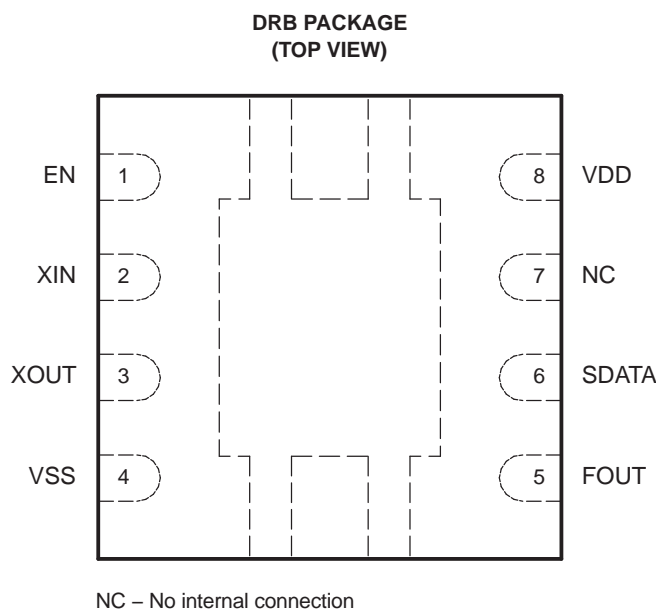 DRB PACKAGE
(TOP VIEW)
EN 1 8 VDD
XIN 2 7 NC
XOUT 3 6 SDATA
VSS 4 5 FOUT
NC – No internal connection